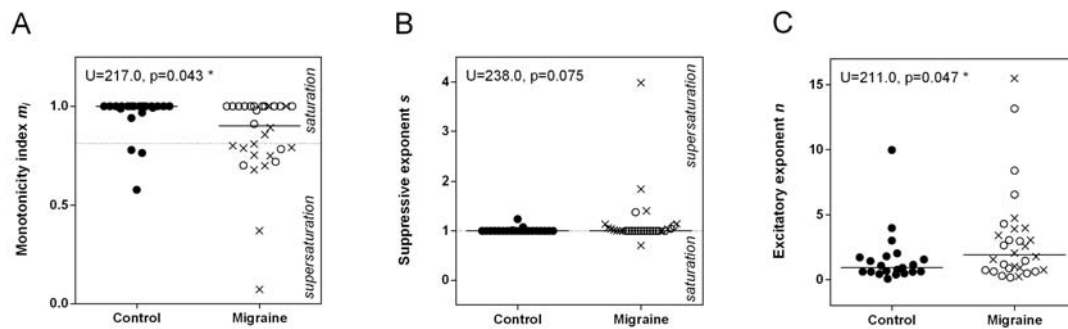 A
U=217.0, p=0.043 *
Monotonicity index mᵢ
1.0
0.5
0.0
saturation
supersaturation
Control
Migraine
B
U=238.0, p=0.075
Suppressive exponent s
4
3
2
1
0
supersaturation
saturation
Control
Migraine
C
U=211.0, p=0.047 *
Excitatory exponent n
15
10
5
0
Control
Migraine